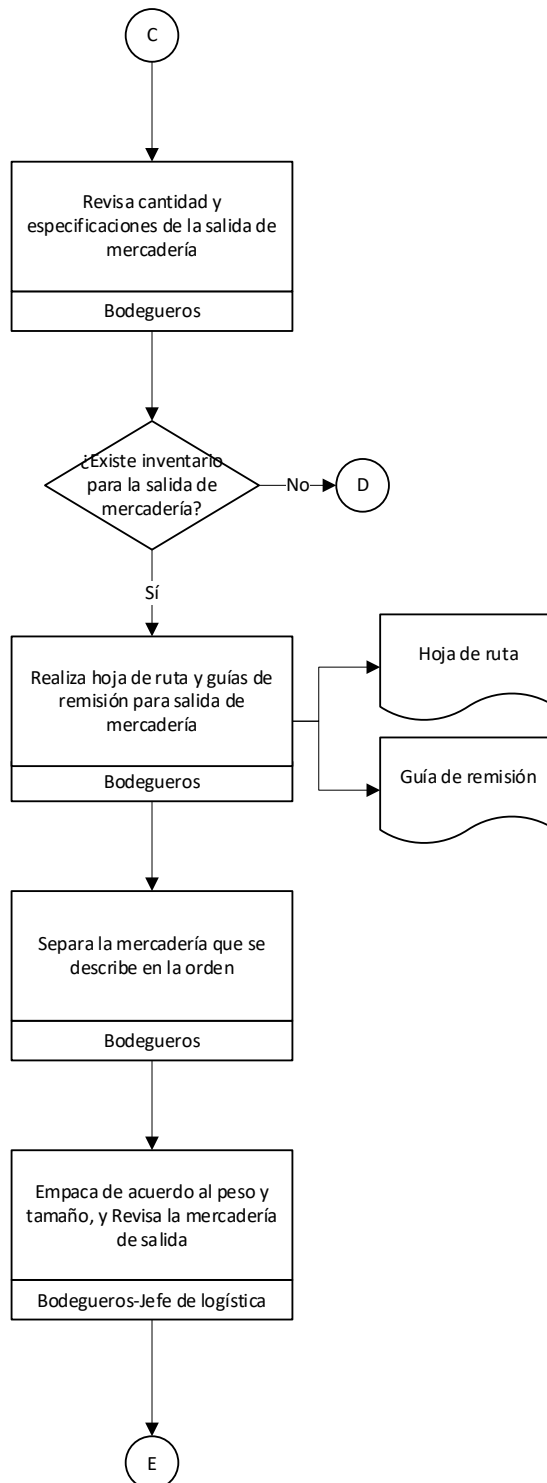 C
Revisa cantidad y
especificaciones de la salida de
mercadería
Bodegueros
¿Existe inventario
para la salida de
mercadería?
No
D
Sí
Realiza hoja de ruta y guías de
remisión para salida de
mercadería
Bodegueros
Hoja de ruta
Guía de remisión
Separa la mercadería que se
describe en la orden
Bodegueros
Empaca de acuerdo al peso y
tamaño, y Revisa la mercadería
de salida
Bodegueros-Jefe de logística
E